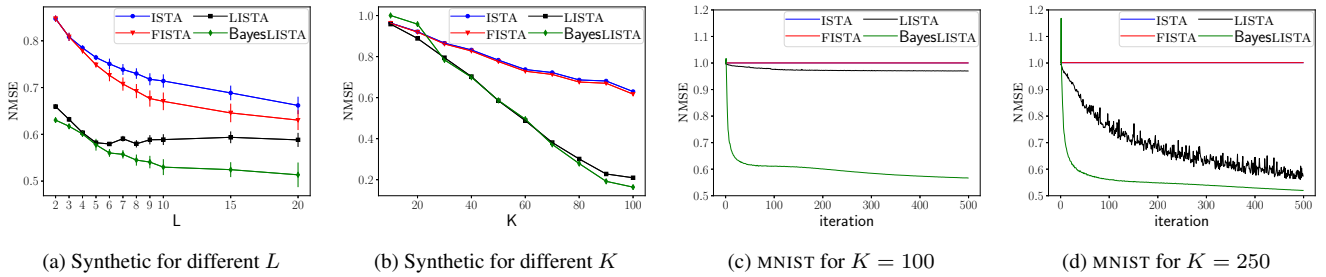 ISTA
FISTA
LISTA
BayesLISTA
NMSE
0.8
0.7
0.6
0.5
2 3 4 5 6 7 8 9 10 15 20
L
(a) Synthetic for different L
ISTA
FISTA
LISTA
BayesLISTA
NMSE
1.0
0.8
0.6
0.4
0.2
20 40 60 80 100
K
(b) Synthetic for different K
ISTA
FISTA
LISTA
BayesLISTA
NMSE
1.2
1.1
1.0
0.9
0.8
0.7
0.6
0.5
0 100 200 300 400 500
iteration
(c) MNIST for K = 100
ISTA
FISTA
LISTA
BayesLISTA
NMSE
1.2
1.1
1.0
0.9
0.8
0.7
0.6
0.5
0 100 200 300 400 500
iteration
(d) MNIST for K = 250